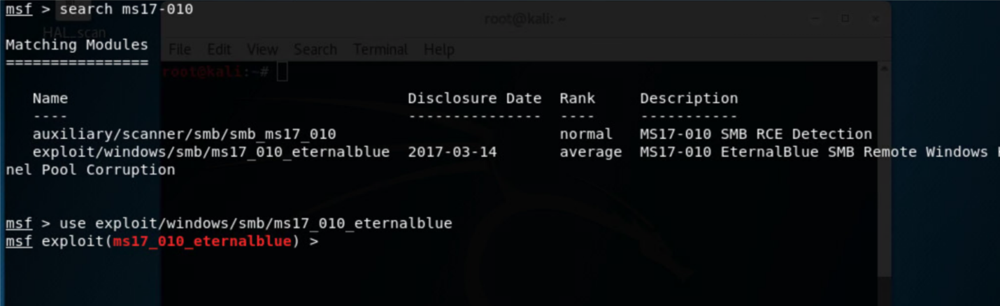 msf > search ms17-010
root@kali: ~
HAL_scan
Matching Modules
================
File Edit View Search Terminal Help
root@kali:~#
Name Disclosure Date Rank Description
---- --------------- ---- -----------
auxiliary/scanner/smb/smb_ms17_010 normal MS17-010 SMB RCE Detection
exploit/windows/smb/ms17_010_eternalblue 2017-03-14 average MS17-010 EternalBlue SMB Remote Windows
nel Pool Corruption
msf > use exploit/windows/smb/ms17_010_eternalblue
msf exploit(ms17_010_eternalblue) >